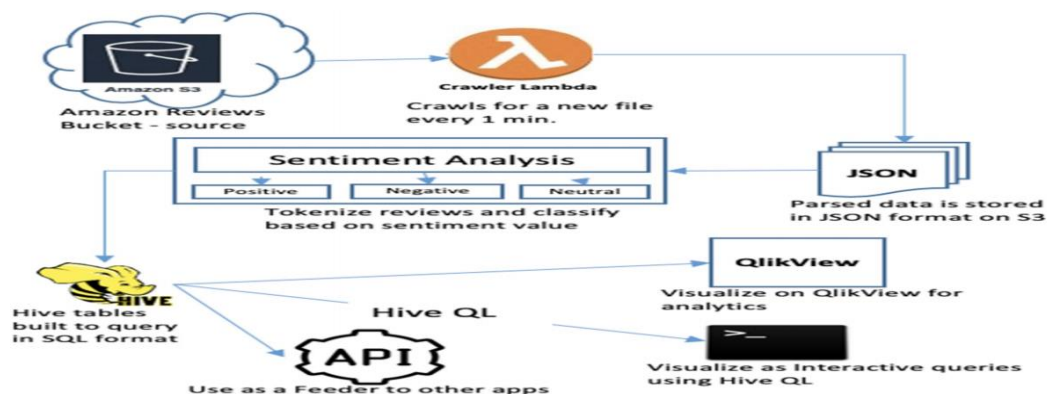 Amazon S3
Amazon Reviews
Bucket - source
Crawler Lambda
Crawls for a new file
every 1 min.
JSON
Parsed data is stored
in JSON format on S3
Sentiment Analysis
Positive
Negative
Neutral
Tokenize reviews and classify
based on sentiment value
HIVE
Hive tables
built to query
in SQL format
QlikView
Visualize on QlikView for
analytics
Hive QL
>_
Visualize as Interactive queries
using Hive QL
API
Use as a Feeder to other apps